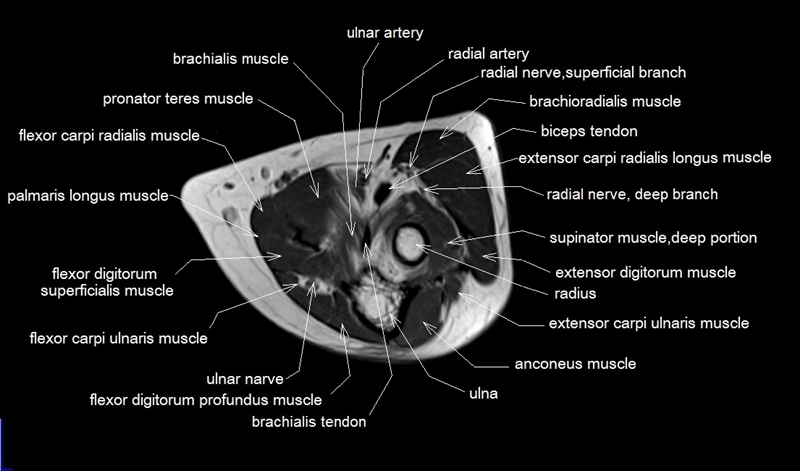 ulnar artery
brachialis muscle
radial artery
radial nerve,superficial branch
pronator teres muscle
brachioradialis muscle
flexor carpi radialis muscle
biceps tendon
extensor carpi radialis longus muscle
palmaris longus muscle
radial nerve, deep branch
supinator muscle,deep portion
flexor digitorum
superficialis muscle
extensor digitorum muscle
radius
flexor carpi ulnaris muscle
extensor carpi ulnaris muscle
anconeus muscle
ulnar narve
flexor digitorum profundus muscle
ulna
brachialis tendon